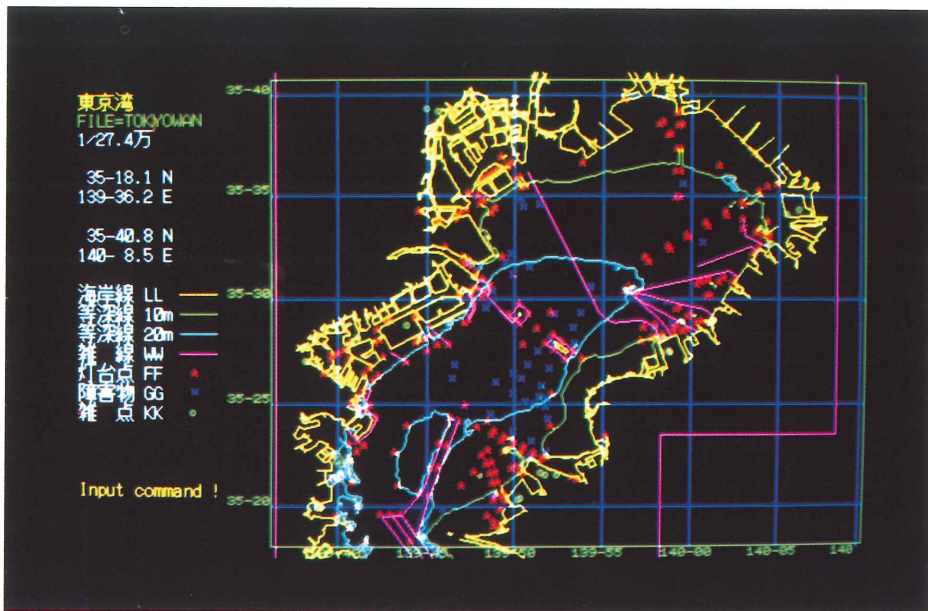 東京湾
FILE=TOKYOWAN
1/27.4万
35-18.1 N
139-36.2 E
35-40.8 N
140- 8.5 E
海岸線 LL
等深線 10m
等深線 20m
雑 線 WW
灯台点 FF
障害物 GG
雑 点 KK
Input command !
35-40
35-35
35-30
35-25
35-20
139-50
139-55
140-00
140-05
140